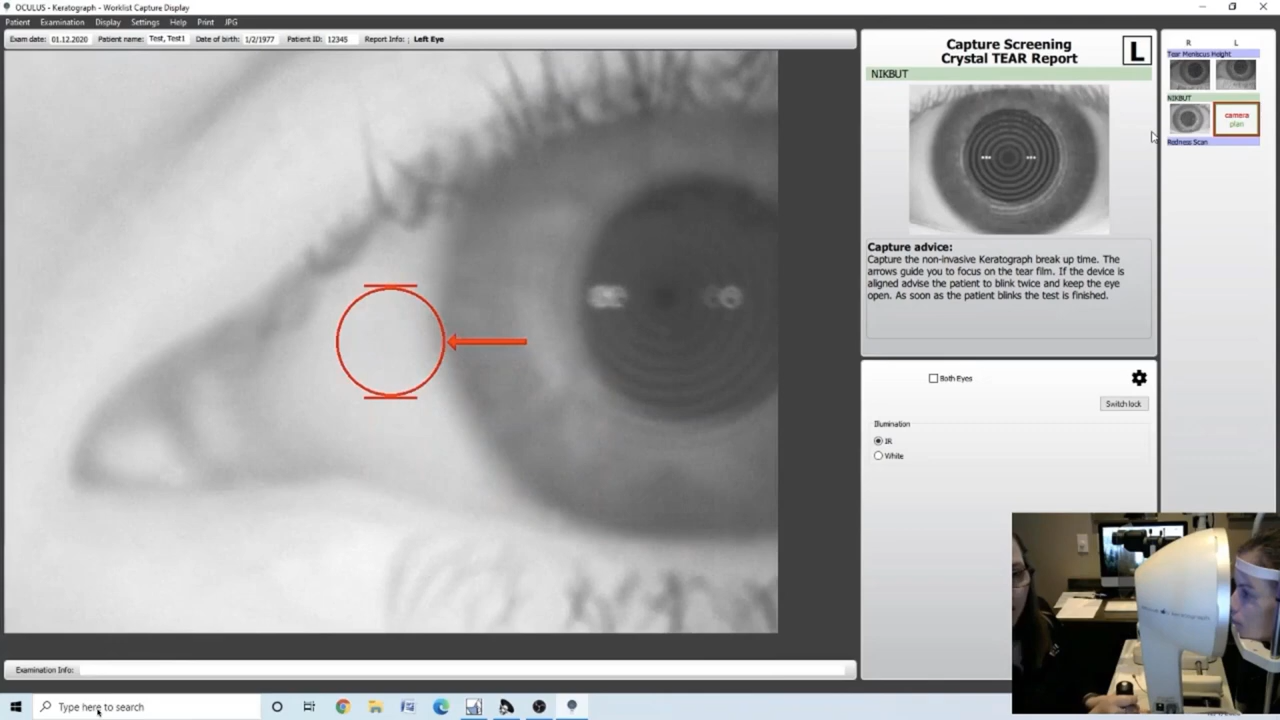 OCULUS - Keratograph - Worklist Capture Display
Patient Examination Display Settings Help Print JPG
Exam date: 01.12.2020 Patient name: Test, Test1 Date of birth: 1/2/1977 Patient ID: 12345 Report Info: ; Left Eye
Capture Screening
Crystal TEAR Report
L
NIKBUT
Capture advice:
Capture the non-invasive Keratograph break up time. The
arrows guide you to focus on the tear film. If the device is
aligned advise the patient to blink twice and keep the eye
open. As soon as the patient blinks the test is finished.
Both Eyes
Switch lock
Illumination
IR
White
R L
Tear Meniscus Height
NIKBUT
camera
plan
Redness Scan
Examination Info:
Type here to search